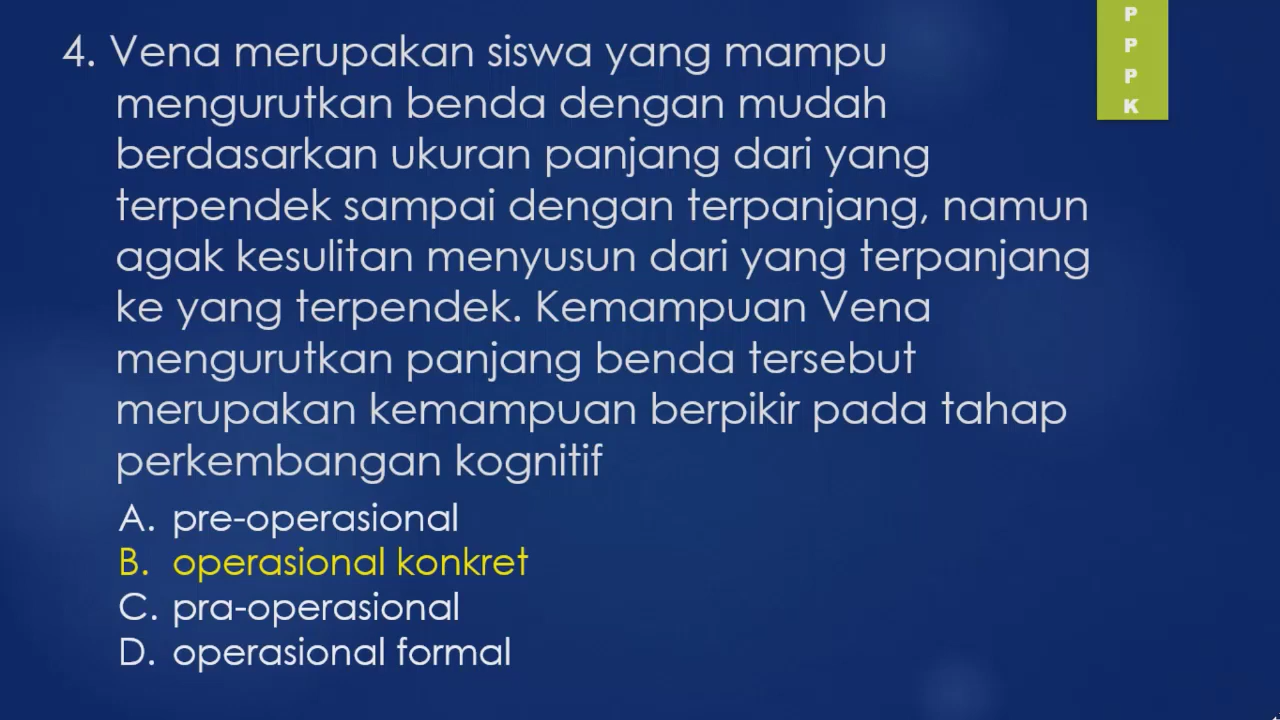 P
P
P
K
4. Vena merupakan siswa yang mampu
mengurutkan benda dengan mudah
berdasarkan ukuran panjang dari yang
terpendek sampai dengan terpanjang, namun
agak kesulitan menyusun dari yang terpanjang
ke yang terpendek. Kemampuan Vena
mengurutkan panjang benda tersebut
merupakan kemampuan berpikir pada tahap
perkembangan kognitif
A. pre-operasional
B. operasional konkret
C. pra-operasional
D. operasional formal